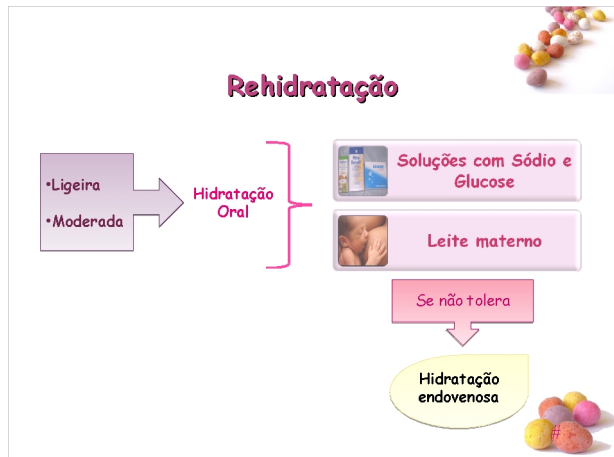 Rehidratação
•Ligeira
•Moderada
Hidratação
Oral
Soluções com Sódio e
Glucose
Leite materno
Se não tolera
Hidratação
endovenosa
#